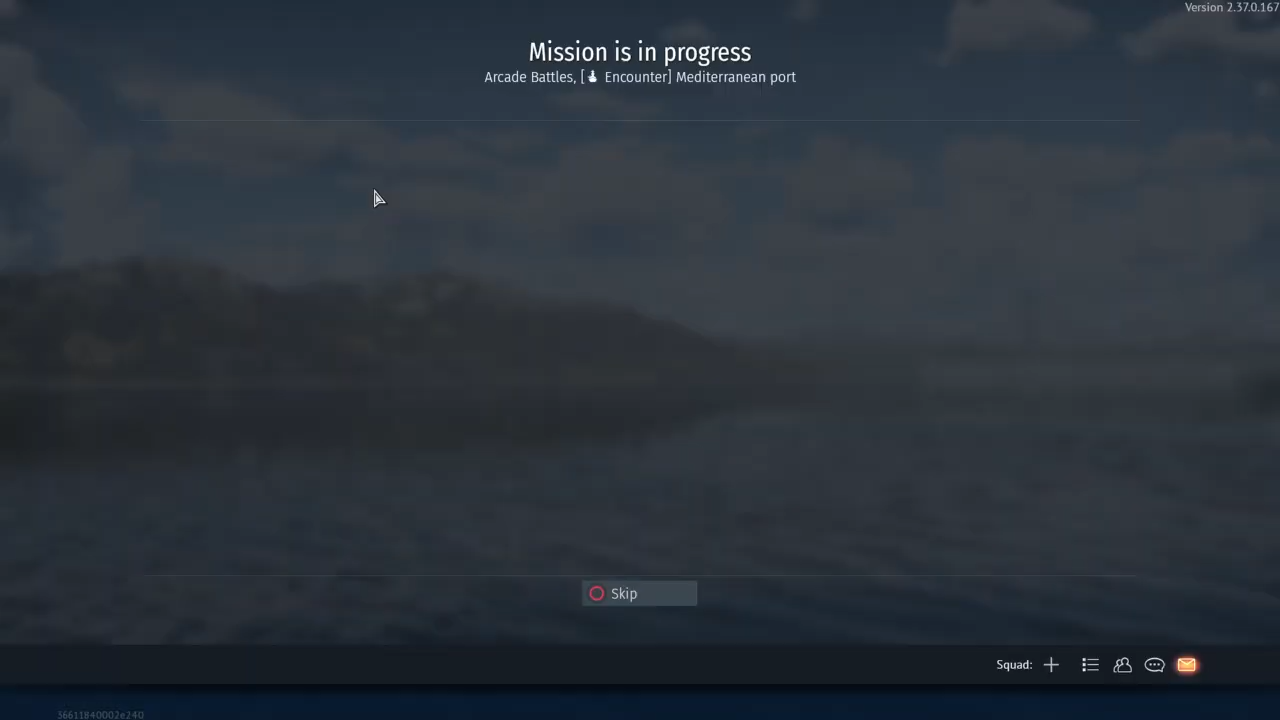 Version 2.37.0.167
Mission is in progress
Arcade Battles, [ Encounter] Mediterranean port
Skip
Squad:
36611840002e240